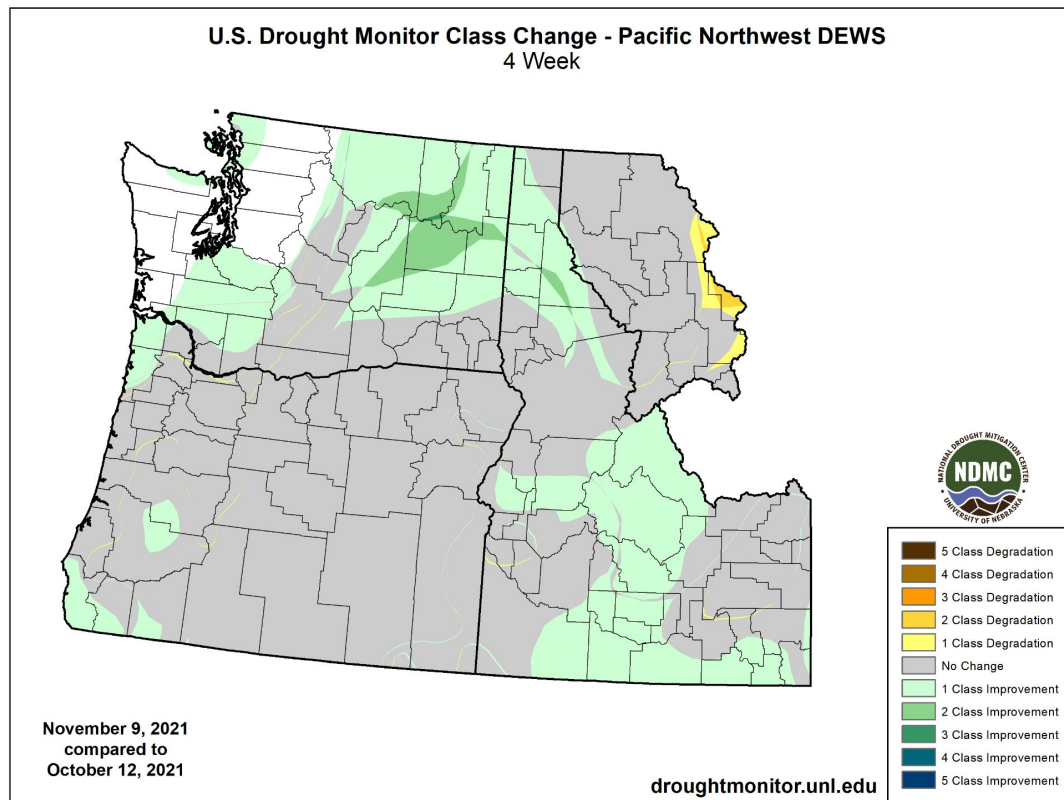 U.S. Drought Monitor Class Change - Pacific Northwest DEWS
4 Week
NATIONAL DROUGHT MITIGATION CENTER
NDMC
UNIVERSITY OF NEBRASKA
5 Class Degradation
4 Class Degradation
3 Class Degradation
2 Class Degradation
1 Class Degradation
No Change
1 Class Improvement
2 Class Improvement
3 Class Improvement
4 Class Improvement
5 Class Improvement
November 9, 2021
compared to
October 12, 2021
droughtmonitor.unl.edu